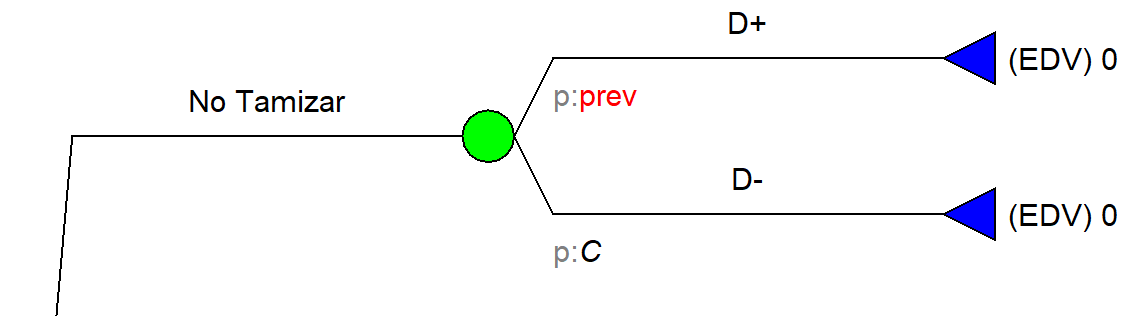 D+
(EDV) 0
No Tamizar
p:prev
D-
(EDV) 0
p:C